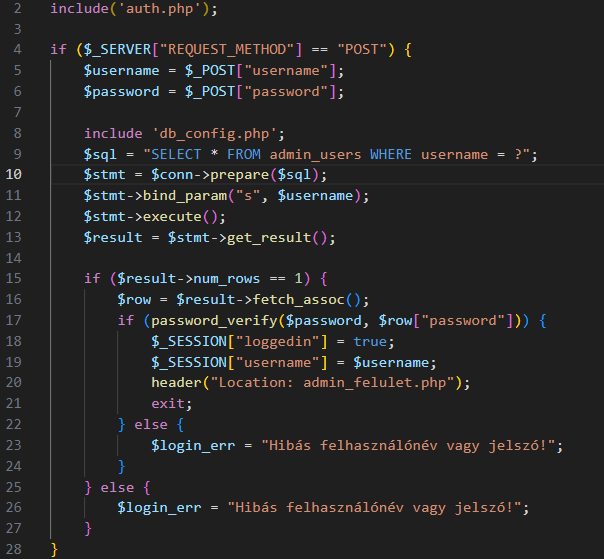 2 include('auth.php');
3
4 if ($_SERVER["REQUEST_METHOD"] == "POST") {
5     $username = $_POST["username"];
6     $password = $_POST["password"];
7
8     include 'db_config.php';
9     $sql = "SELECT * FROM admin_users WHERE username = ?";
10     $stmt = $conn->prepare($sql);
11     $stmt->bind_param("s", $username);
12     $stmt->execute();
13     $result = $stmt->get_result();
14
15     if ($result->num_rows == 1) {
16         $row = $result->fetch_assoc();
17         if (password_verify($password, $row["password"])) {
18             $_SESSION["loggedin"] = true;
19             $_SESSION["username"] = $username;
20             header("Location: admin_felulet.php");
21             exit;
22         } else {
23             $login_err = "Hibás felhasználónév vagy jelszó!";
24         }
25     } else {
26         $login_err = "Hibás felhasználónév vagy jelszó!";
27     }
28 }